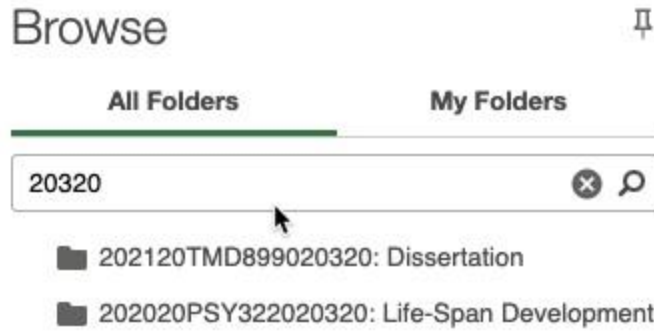 Browse
All Folders My Folders
20320
202120TMD899020320: Dissertation
202020PSY322020320: Life-Span Development